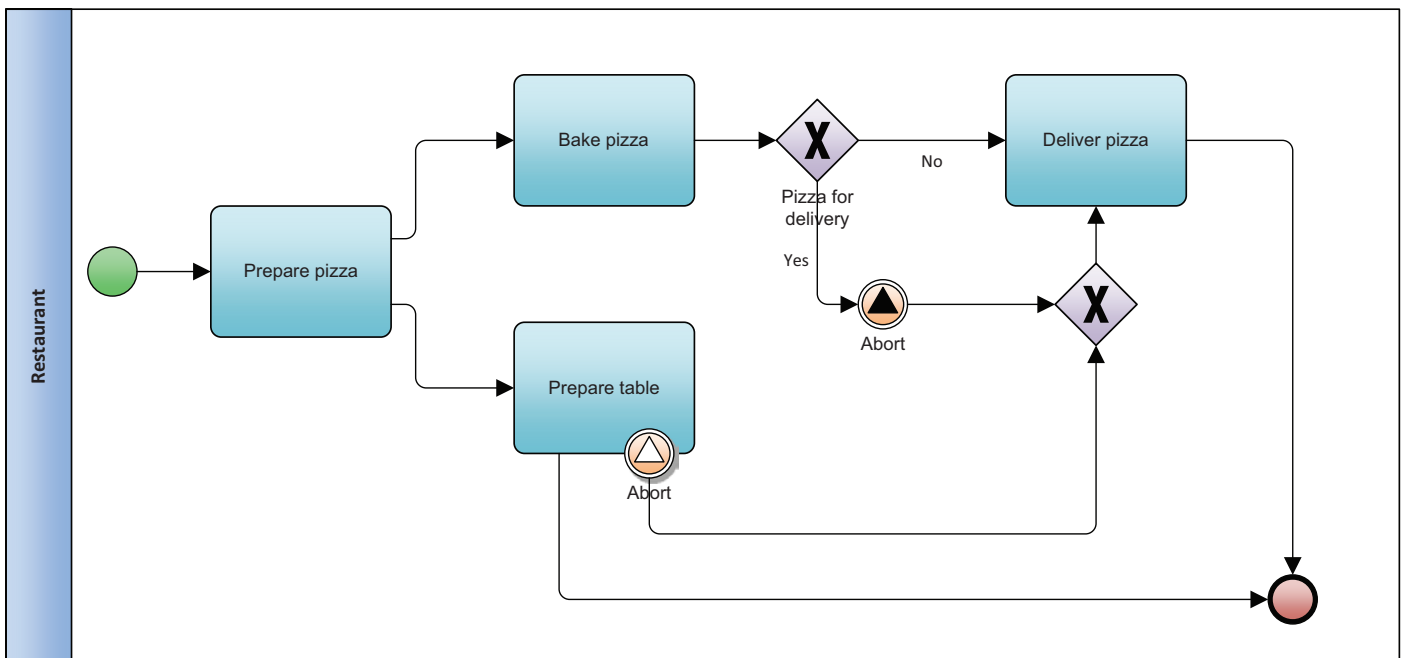 Restaurant
Prepare pizza
Bake pizza
Pizza for
delivery
No
Yes
Deliver pizza
Abort
Prepare table
Abort